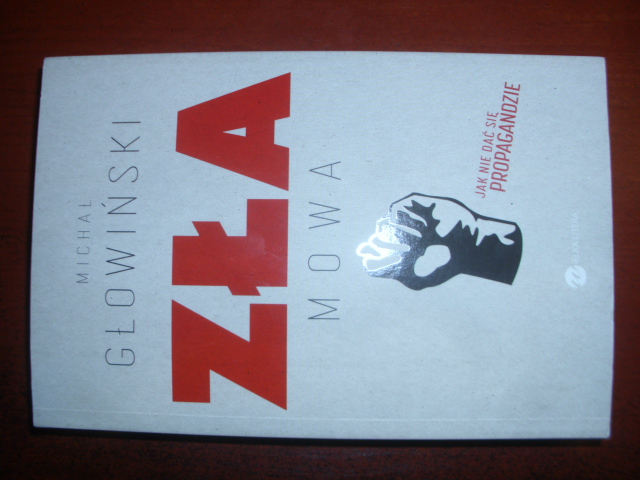 MICHAŁ
GŁOWIŃSKI
ZŁA
MOWA
JAK NIE DAĆ SIĘ
PROPAGANDZIE